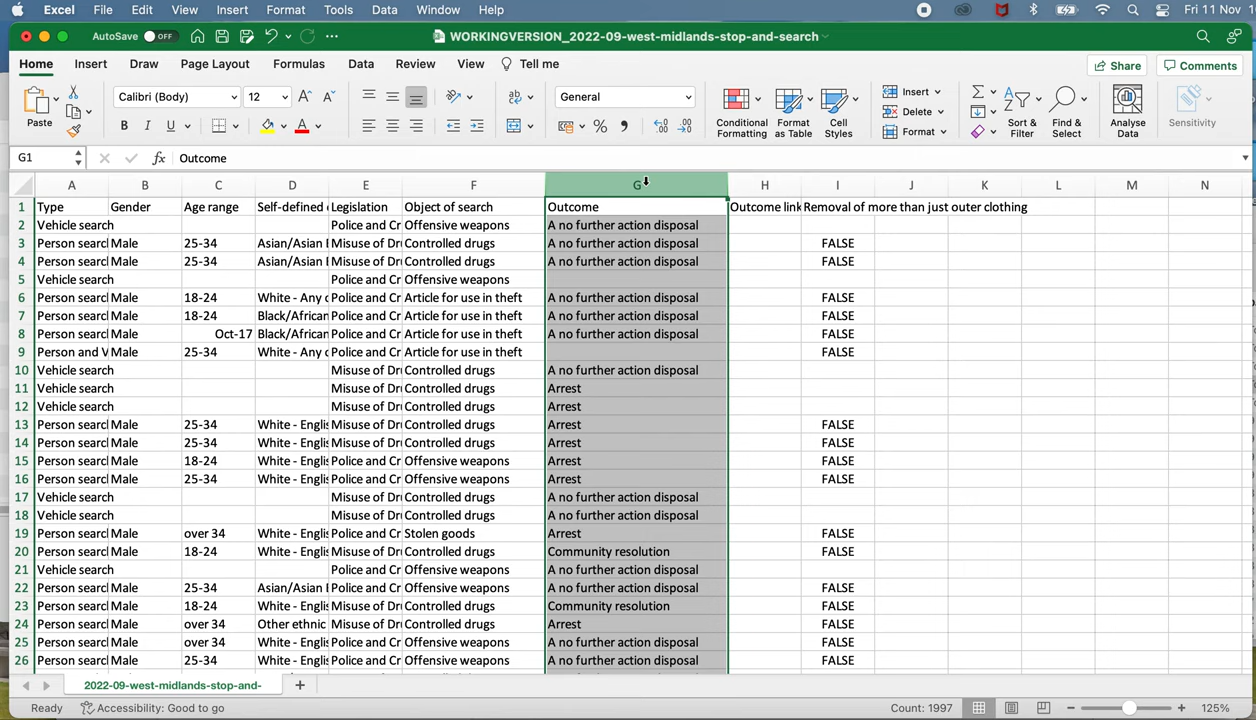 Excel File Edit View Insert Format Tools Data Window Help Fri 11 Nov
AutoSave OFF WORKINGVERSION_2022-09-west-midlands-stop-and-search
Home Insert Draw Page Layout Formulas Data Review View Tell me Share Comments
Paste Calibri (Body) 12 General Conditional Formatting Format as Table Cell Styles Insert Delete Format Sort & Filter Find & Select Analyse Data Sensitivity
G1 fx Outcome
A B C D E F G H I J K L M N
1 Type Gender Age range Self-defined Legislation Object of search Outcome Outcome link Removal of more than just outer clothing
2 Vehicle search Police and Cr Offensive weapons A no further action disposal
3 Person searc Male 25-34 Asian/Asian Misuse of Dr Controlled drugs A no further action disposal FALSE
4 Person searc Male 25-34 Asian/Asian Misuse of Dr Controlled drugs A no further action disposal FALSE
5 Vehicle search Police and Cr Offensive weapons
6 Person searc Male 18-24 White - Any Police and Cr Article for use in theft A no further action disposal FALSE
7 Person searc Male 18-24 Black/African Police and Cr Article for use in theft A no further action disposal FALSE
8 Person searc Male Oct-17 Black/African Police and Cr Article for use in theft A no further action disposal FALSE
9 Person and V Male 25-34 White - Any Police and Cr Article for use in theft FALSE
10 Vehicle search Misuse of Dr Controlled drugs A no further action disposal
11 Vehicle search Misuse of Dr Controlled drugs Arrest
12 Vehicle search Misuse of Dr Controlled drugs Arrest
13 Person searc Male 25-34 White - Englis Misuse of Dr Controlled drugs Arrest FALSE
14 Person searc Male 25-34 White - Englis Misuse of Dr Controlled drugs Arrest FALSE
15 Person searc Male 18-24 White - Englis Police and Cr Offensive weapons Arrest FALSE
16 Person searc Male 25-34 White - Englis Police and Cr Offensive weapons Arrest FALSE
17 Vehicle search Misuse of Dr Controlled drugs A no further action disposal
18 Vehicle search Misuse of Dr Controlled drugs A no further action disposal
19 Person searc Male over 34 White - Englis Police and Cr Stolen goods Arrest FALSE
20 Person searc Male 18-24 White - Englis Misuse of Dr Controlled drugs Community resolution FALSE
21 Vehicle search Police and Cr Offensive weapons A no further action disposal
22 Person searc Male 25-34 Asian/Asian Police and Cr Offensive weapons A no further action disposal FALSE
23 Person searc Male 18-24 White - Englis Misuse of Dr Controlled drugs Community resolution FALSE
24 Person searc Male over 34 Other ethnic Misuse of Dr Controlled drugs Arrest FALSE
25 Person searc Male over 34 White - Englis Police and Cr Offensive weapons A no further action disposal FALSE
26 Person searc Male 25-34 White - Englis Police and Cr Offensive weapons A no further action disposal FALSE
2022-09-west-midlands-stop-and-
Ready Accessibility: Good to go Count: 1997 125%